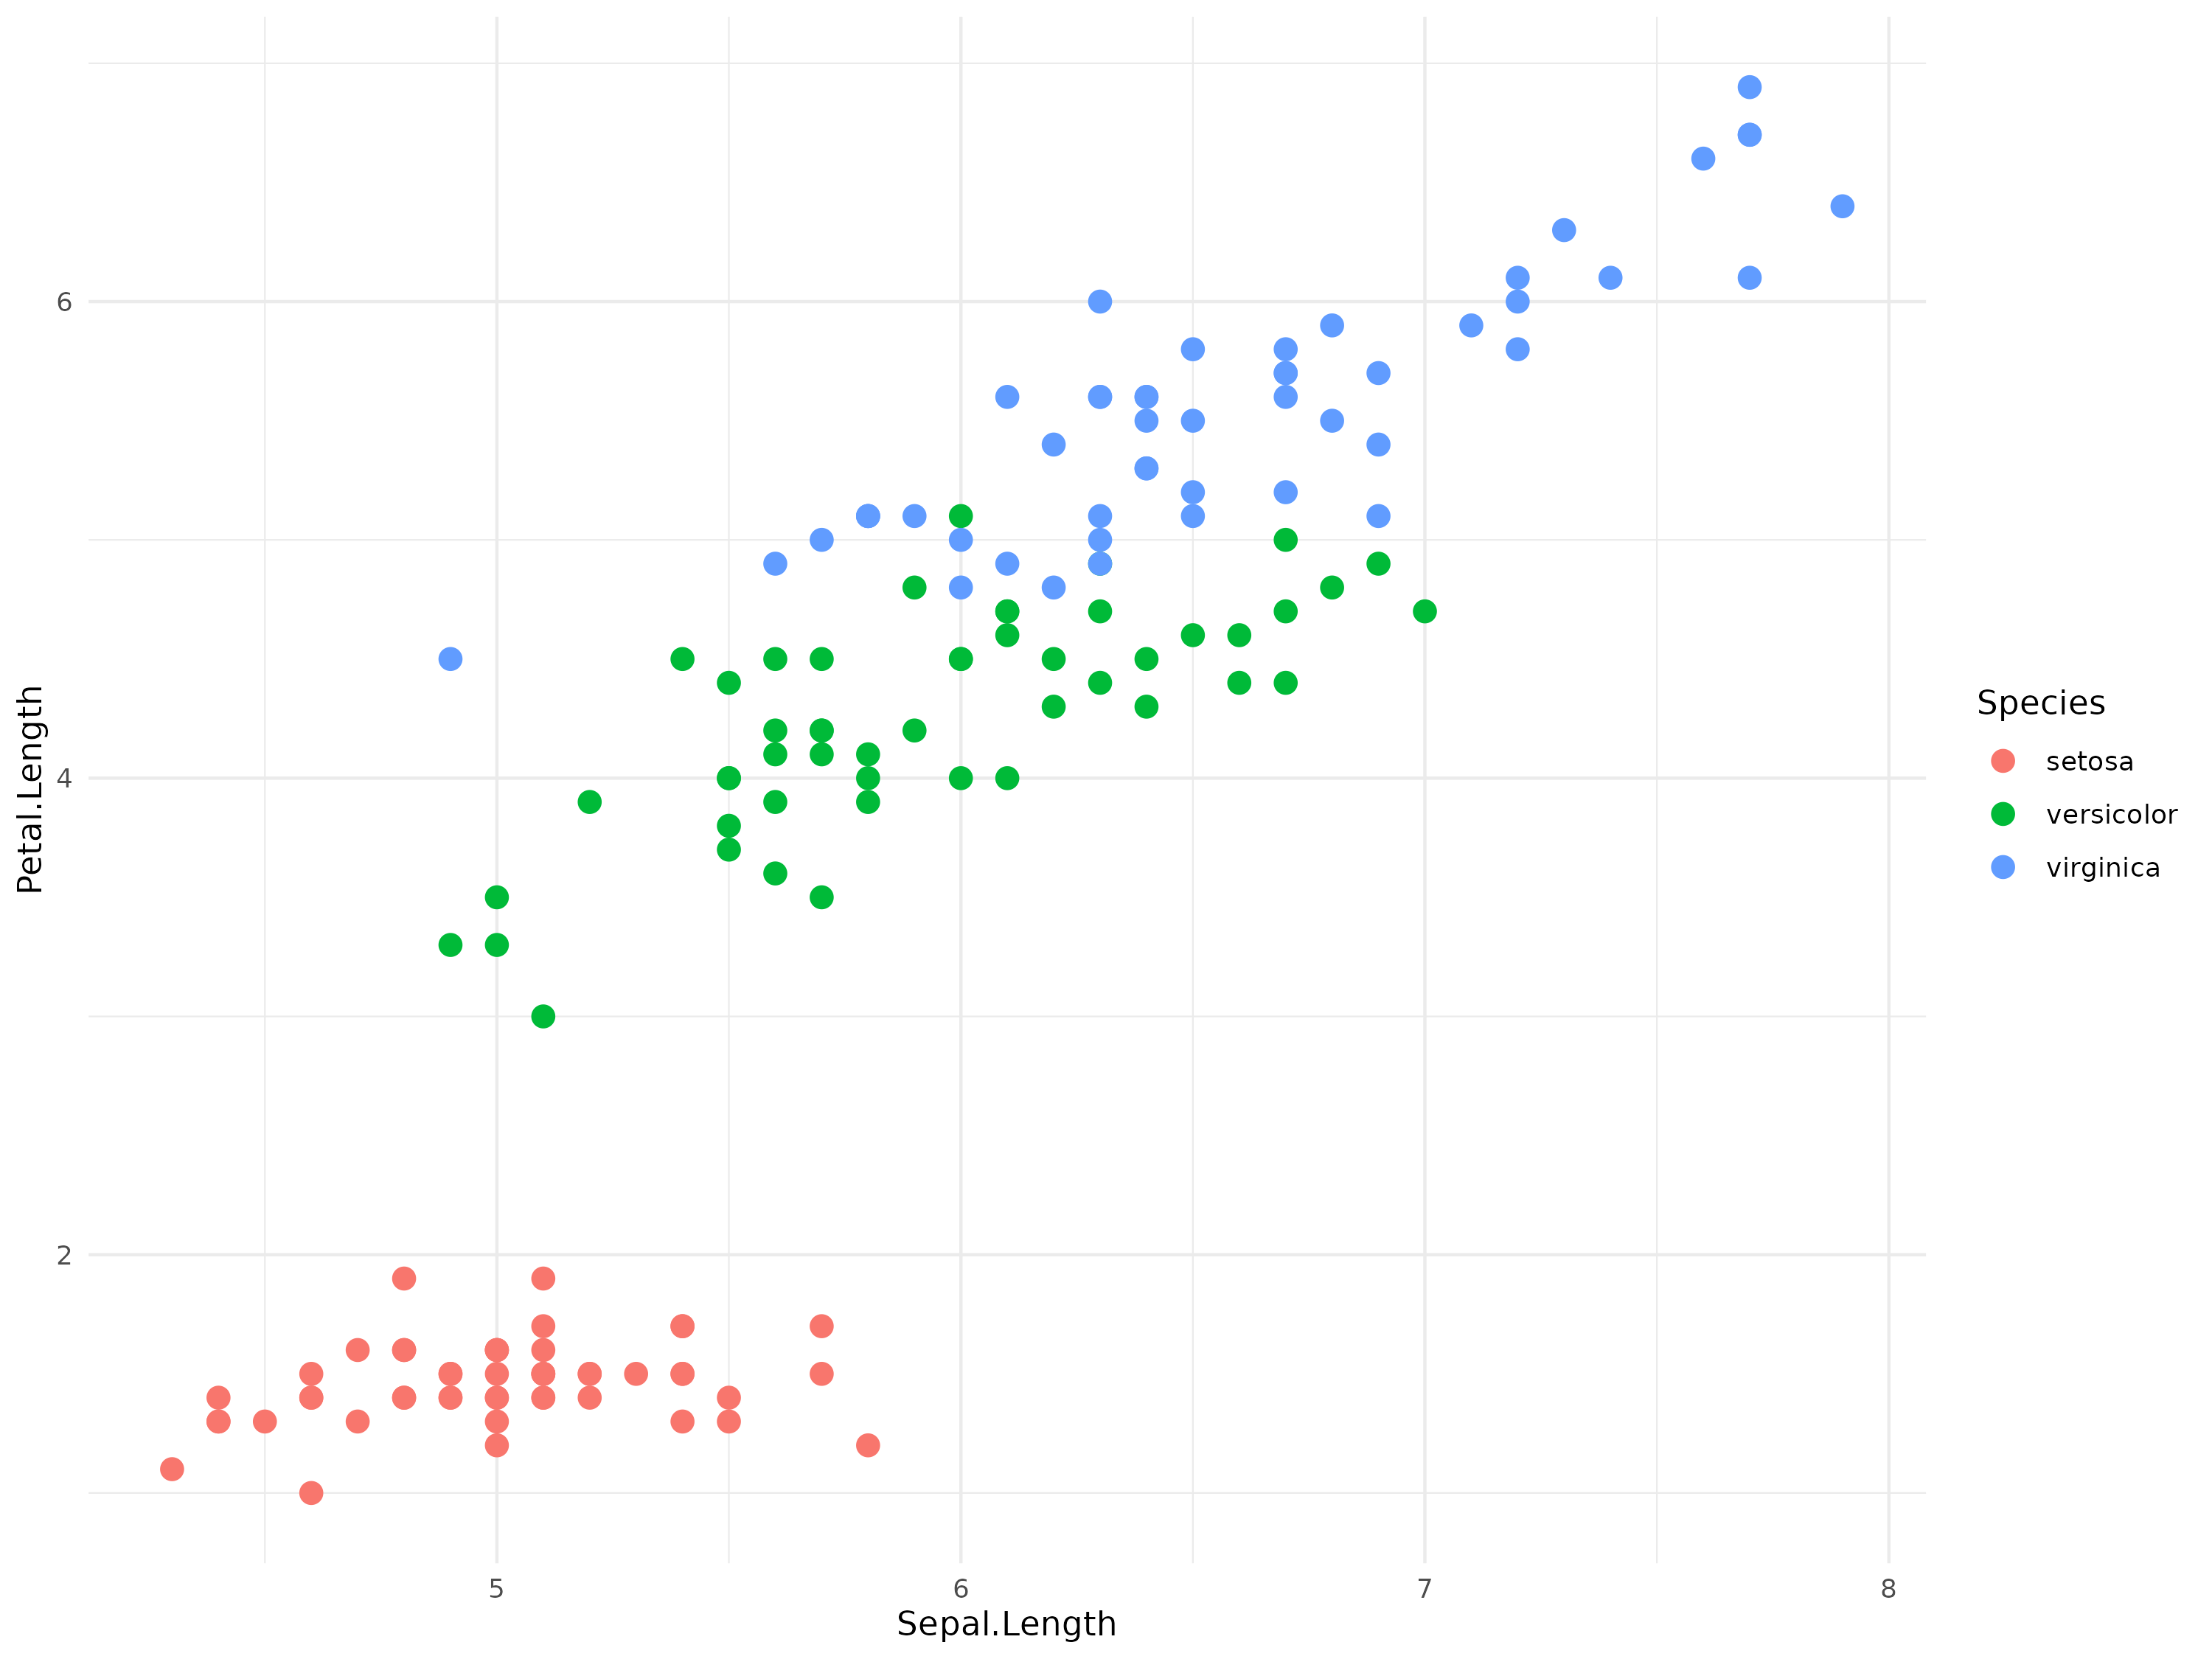 Petal.Length
6
4
2
5 6 7 8
Sepal.Length
Species
setosa
versicolor
virginica